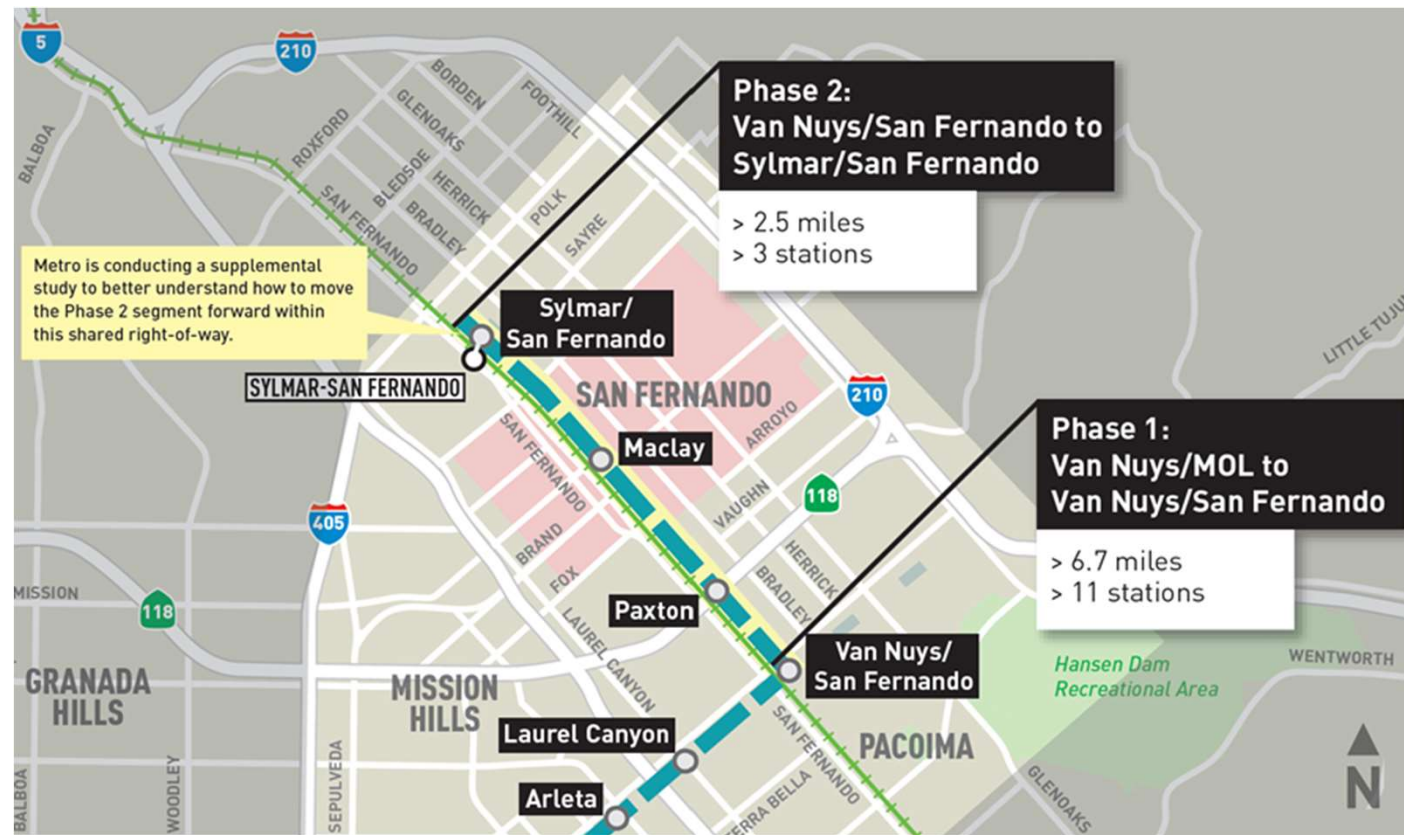 5
210
BORDEN
GLENOAKS
FOOTHILL
ROXFORD
BALBOA
BLEDSOE
HERRICK
BRADLEY
SAN FERNANDO
POLK
SAYRE
Phase 2:
Van Nuys/San Fernando to
Sylmar/San Fernando
> 2.5 miles
> 3 stations
Metro is conducting a supplemental
study to better understand how to move
the Phase 2 segment forward within
this shared right-of-way.
Sylmar/
San Fernando
SYLMAR-SAN FERNANDO
SAN FERNANDO
210
ARROYO
Maclay
SAN FERNANDO
VAUGHN
118
405
BRAND
FOX
HERRICK
BRADLEY
Phase 1:
Van Nuys/MOL to
Van Nuys/San Fernando
> 6.7 miles
> 11 stations
MISSION
118
Paxton
LAUREL CANYON
Van Nuys/
San Fernando
Hansen Dam
Recreational Area
WENTWORTH
GRANADA
HILLS
MISSION
HILLS
Laurel Canyon
SAN FERNANDO
PACOIMA
Arleta
GLENOAKS
BALBOA
WOODLEY
SEPULVEDA
BELLA
LITTLE
N